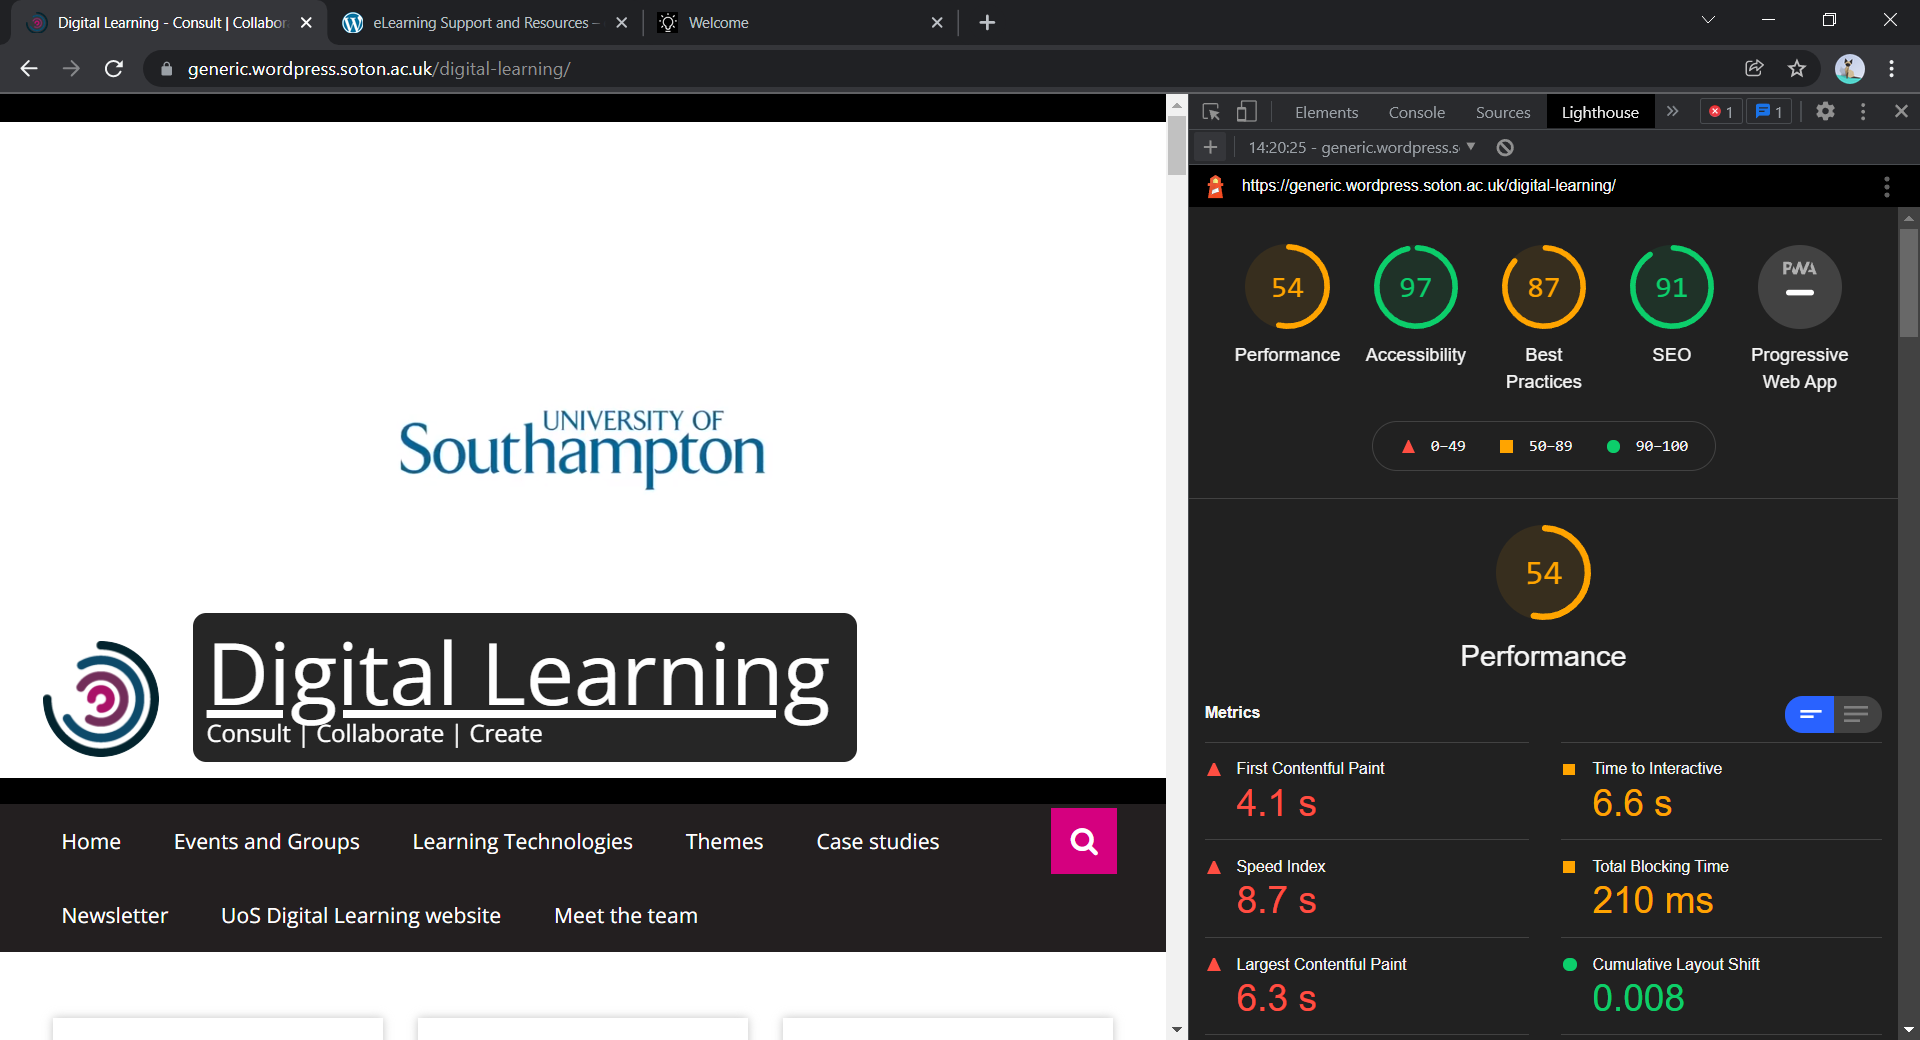 Digital Learning - Consult | Collabor
eLearning Support and Resources –
Welcome
generic.wordpress.soton.ac.uk/digital-learning/
UNIVERSITY OF
Southampton
Digital Learning
Consult | Collaborate | Create
Home
Events and Groups
Learning Technologies
Themes
Case studies
Newsletter
UoS Digital Learning website
Meet the team
Elements
Console
Sources
Lighthouse
1
1
14:20:25 - generic.wordpress.s
https://generic.wordpress.soton.ac.uk/digital-learning/
54
97
87
91
PWA
Performance
Accessibility
Best
Practices
SEO
Progressive
Web App
0–49
50–89
90–100
54
Performance
Metrics
First Contentful Paint
4.1 s
Time to Interactive
6.6 s
Speed Index
8.7 s
Total Blocking Time
210 ms
Largest Contentful Paint
6.3 s
Cumulative Layout Shift
0.008